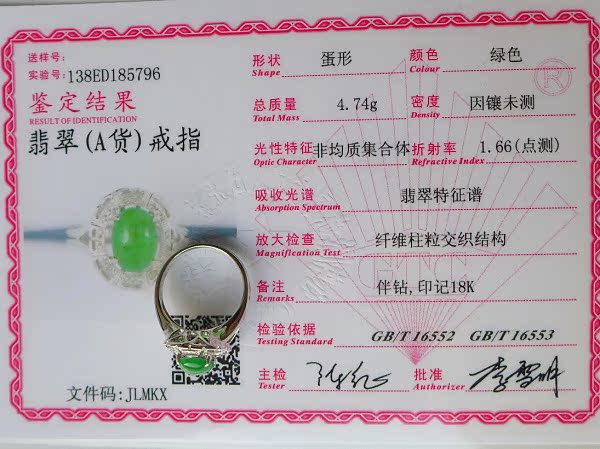 送样号:
实验号: 138ED185796
鉴定结果
RESULT OF IDENTIFICATION
翡翠(A货)戒指
文件码: JLMKX
形状 蛋形 颜色 绿色
Shape Colour
总质量 4.74g 密度 因镶未测
Total Mass Density
光性特征 非均质集合体 折射率 1.66(点测)
Optic Character Refractive Index
吸收光谱 翡翠特征谱
Absorption Spectrum
放大检查 纤维柱粒交织结构
Magnification Test
备注 伴钻,印记18K
Remarks
检验依据 GB/T 16552 GB/T 16553
Testing Standard
主检 批准 李雪明
Tester Authorizer
GTC
®